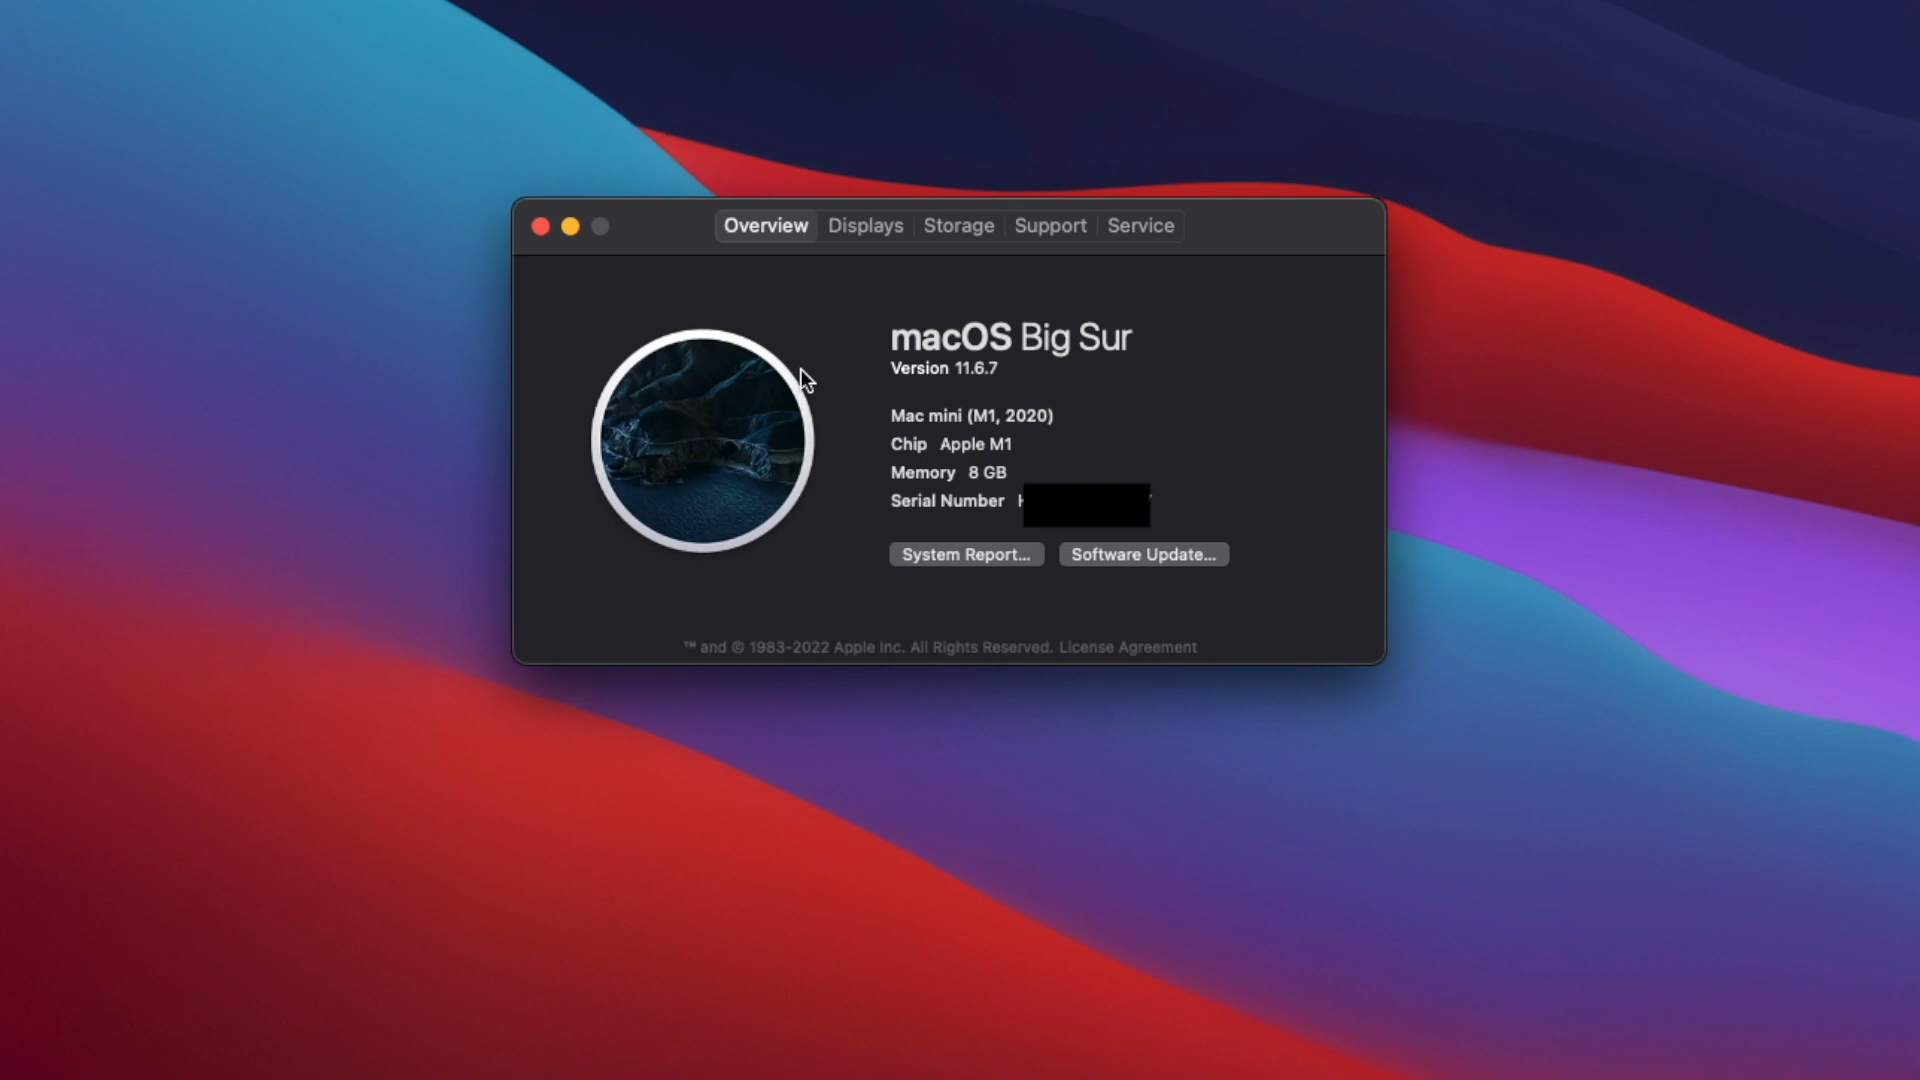 Overview Displays Storage Support Service
macOS Big Sur
Version 11.6.7
Mac mini (M1, 2020)
Chip Apple M1
Memory 8 GB
Serial Number
System Report... Software Update...
™ and © 1983-2022 Apple Inc. All Rights Reserved. License Agreement